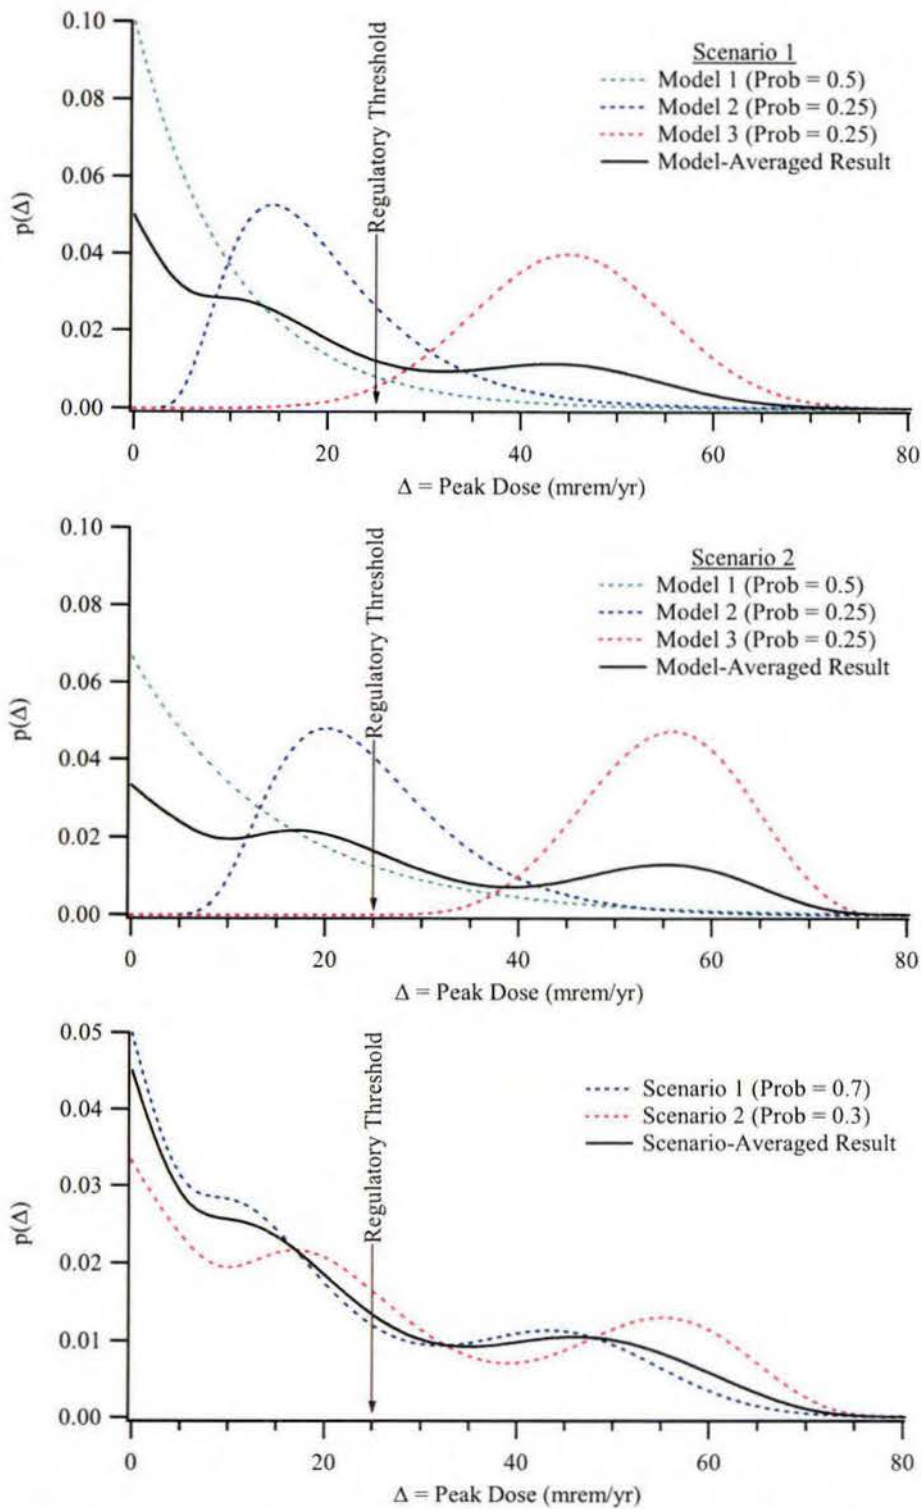 0.10
0.08
0.06
0.04
0.02
0.00
p(Δ)
Regulatory Threshold
Scenario 1
Model 1 (Prob = 0.5)
Model 2 (Prob = 0.25)
Model 3 (Prob = 0.25)
Model-Averaged Result
0 20 40 60 80
Δ = Peak Dose (mrem/yr)
0.10
0.08
0.06
0.04
0.02
0.00
p(Δ)
Regulatory Threshold
Scenario 2
Model 1 (Prob = 0.5)
Model 2 (Prob = 0.25)
Model 3 (Prob = 0.25)
Model-Averaged Result
0 20 40 60 80
Δ = Peak Dose (mrem/yr)
0.05
0.04
0.03
0.02
0.01
0.00
p(Δ)
Regulatory Threshold
Scenario 1 (Prob = 0.7)
Scenario 2 (Prob = 0.3)
Scenario-Averaged Result
0 20 40 60 80
Δ = Peak Dose (mrem/yr)